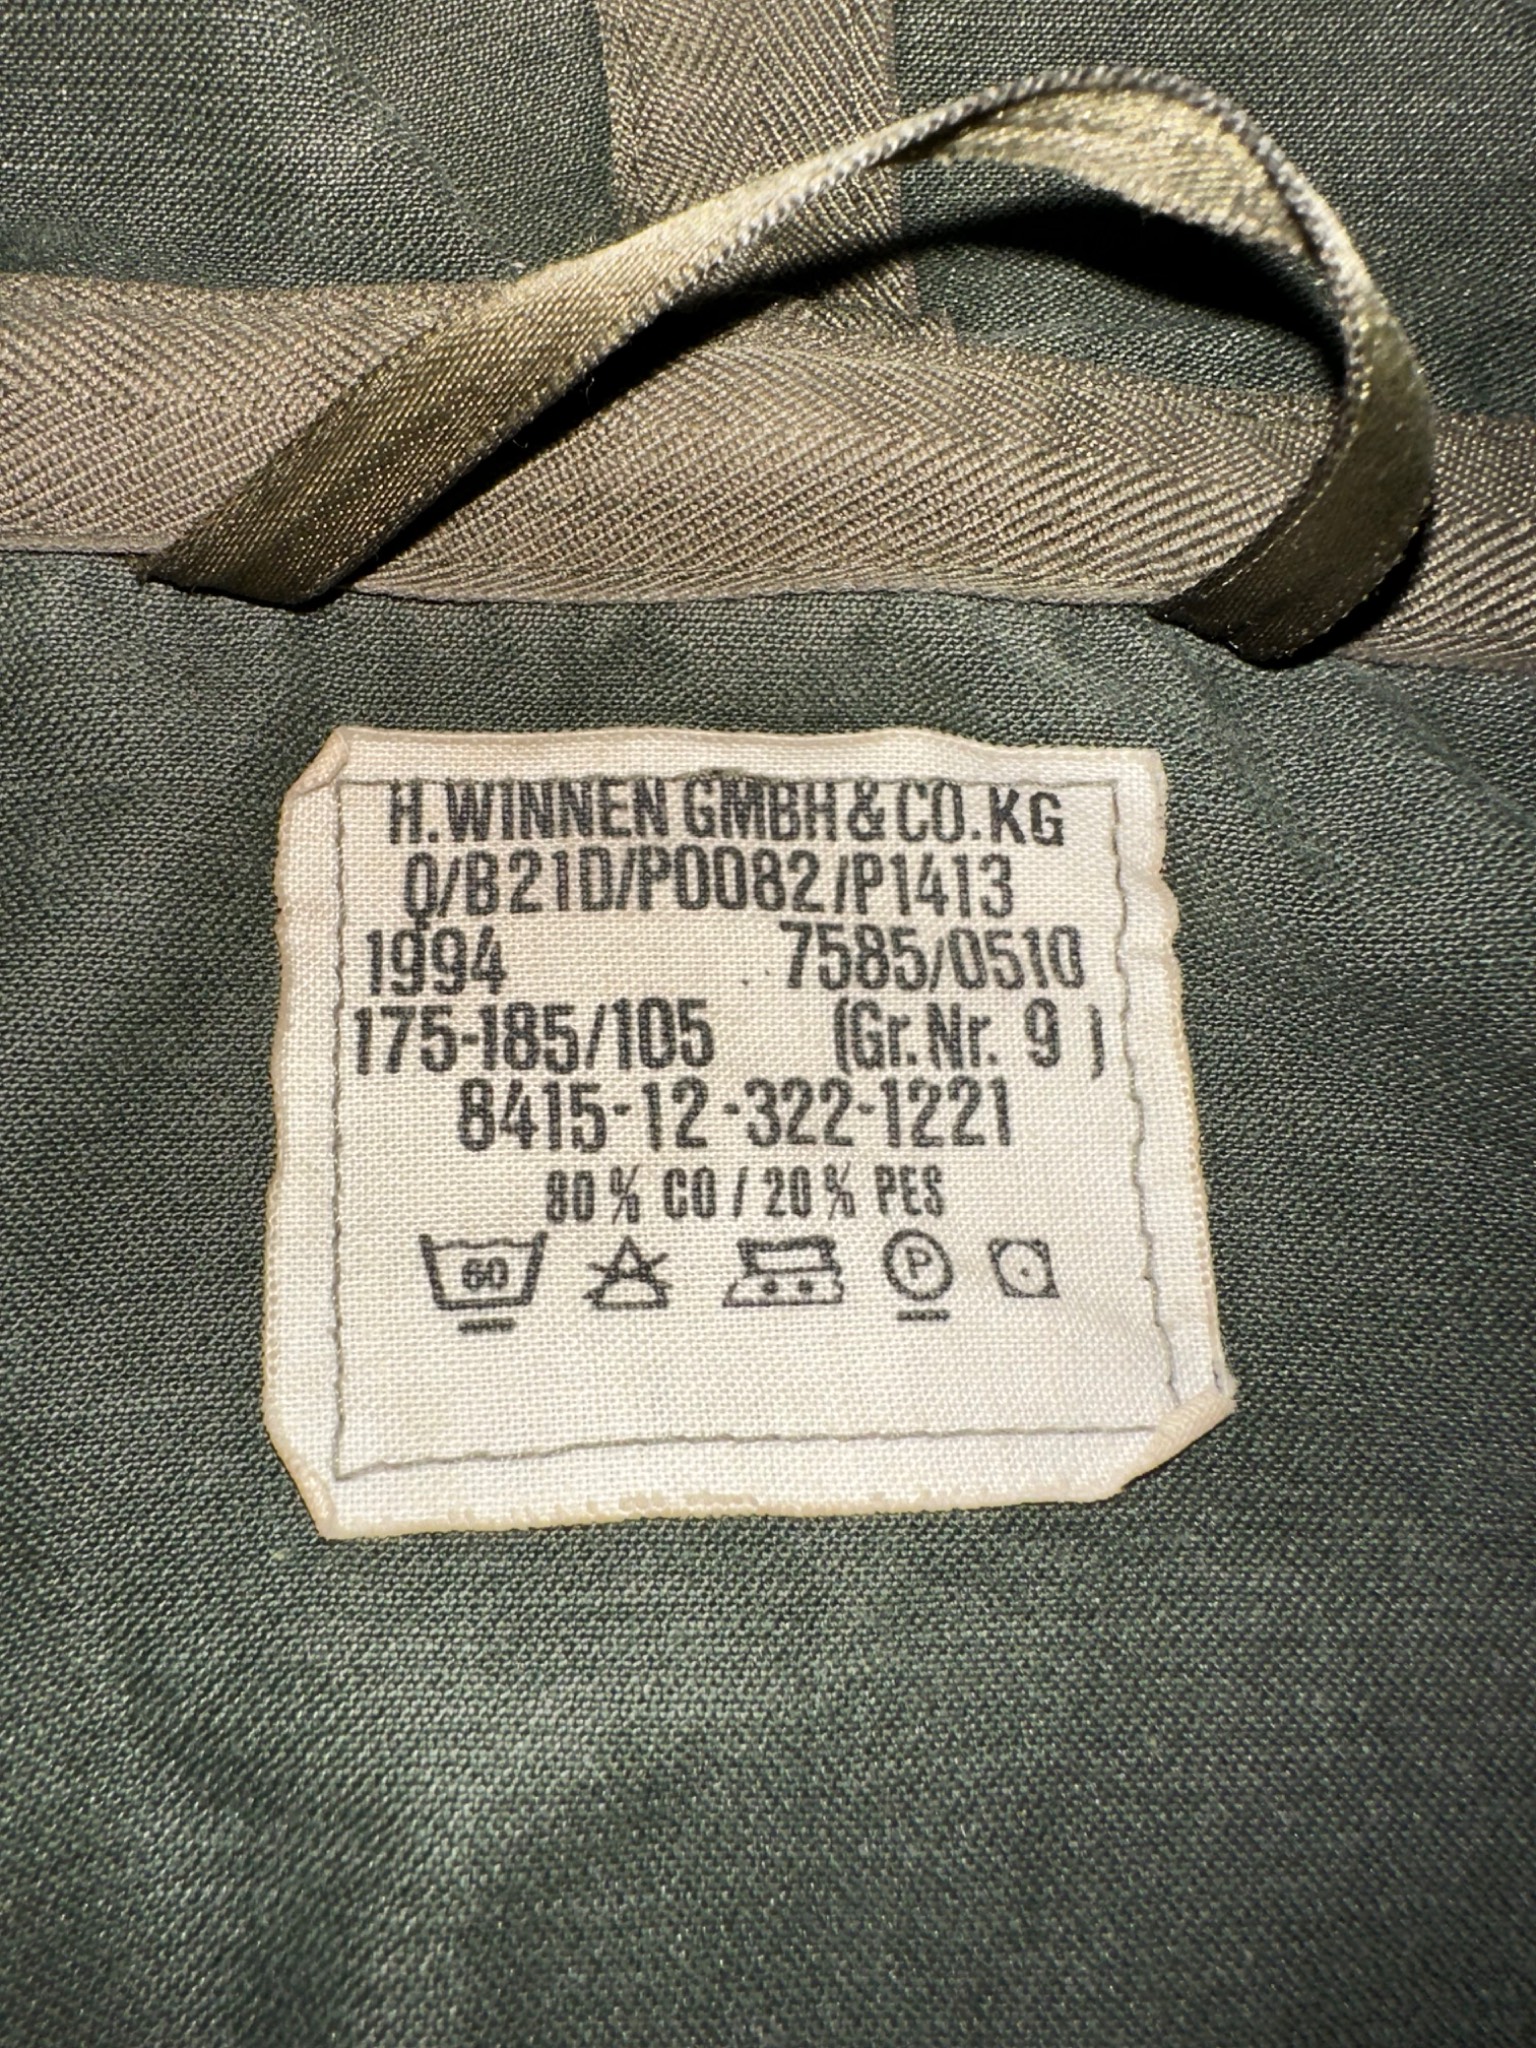 H.WINNEN GMBH & CO. KG
Q/B21D/P0082/P1413
1994 7585/0510
175-185/105 (Gr. Nr. 9 )
8415-12-322-1221
80 % CO / 20 % PES
60 P